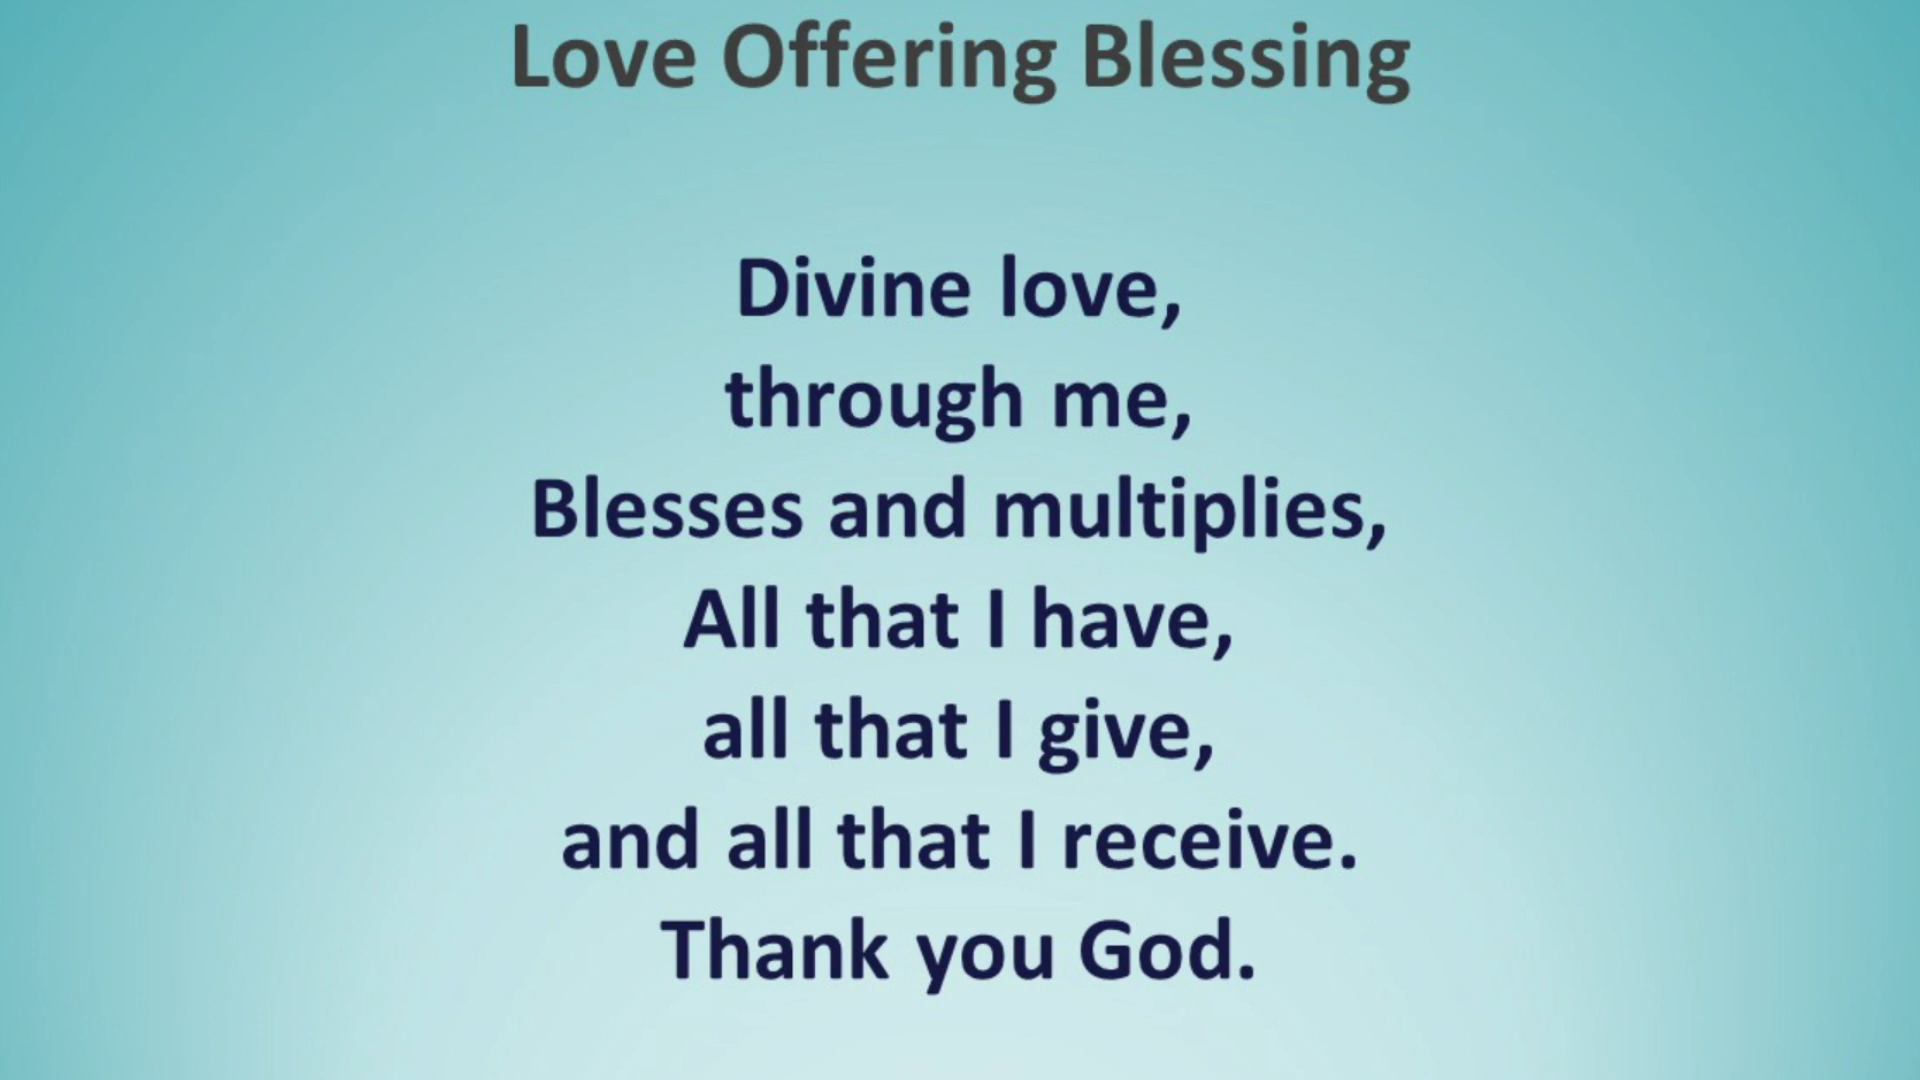 Love Offering Blessing
Divine love,
through me,
Blesses and multiplies,
All that I have,
all that I give,
and all that I receive.
Thank you God.